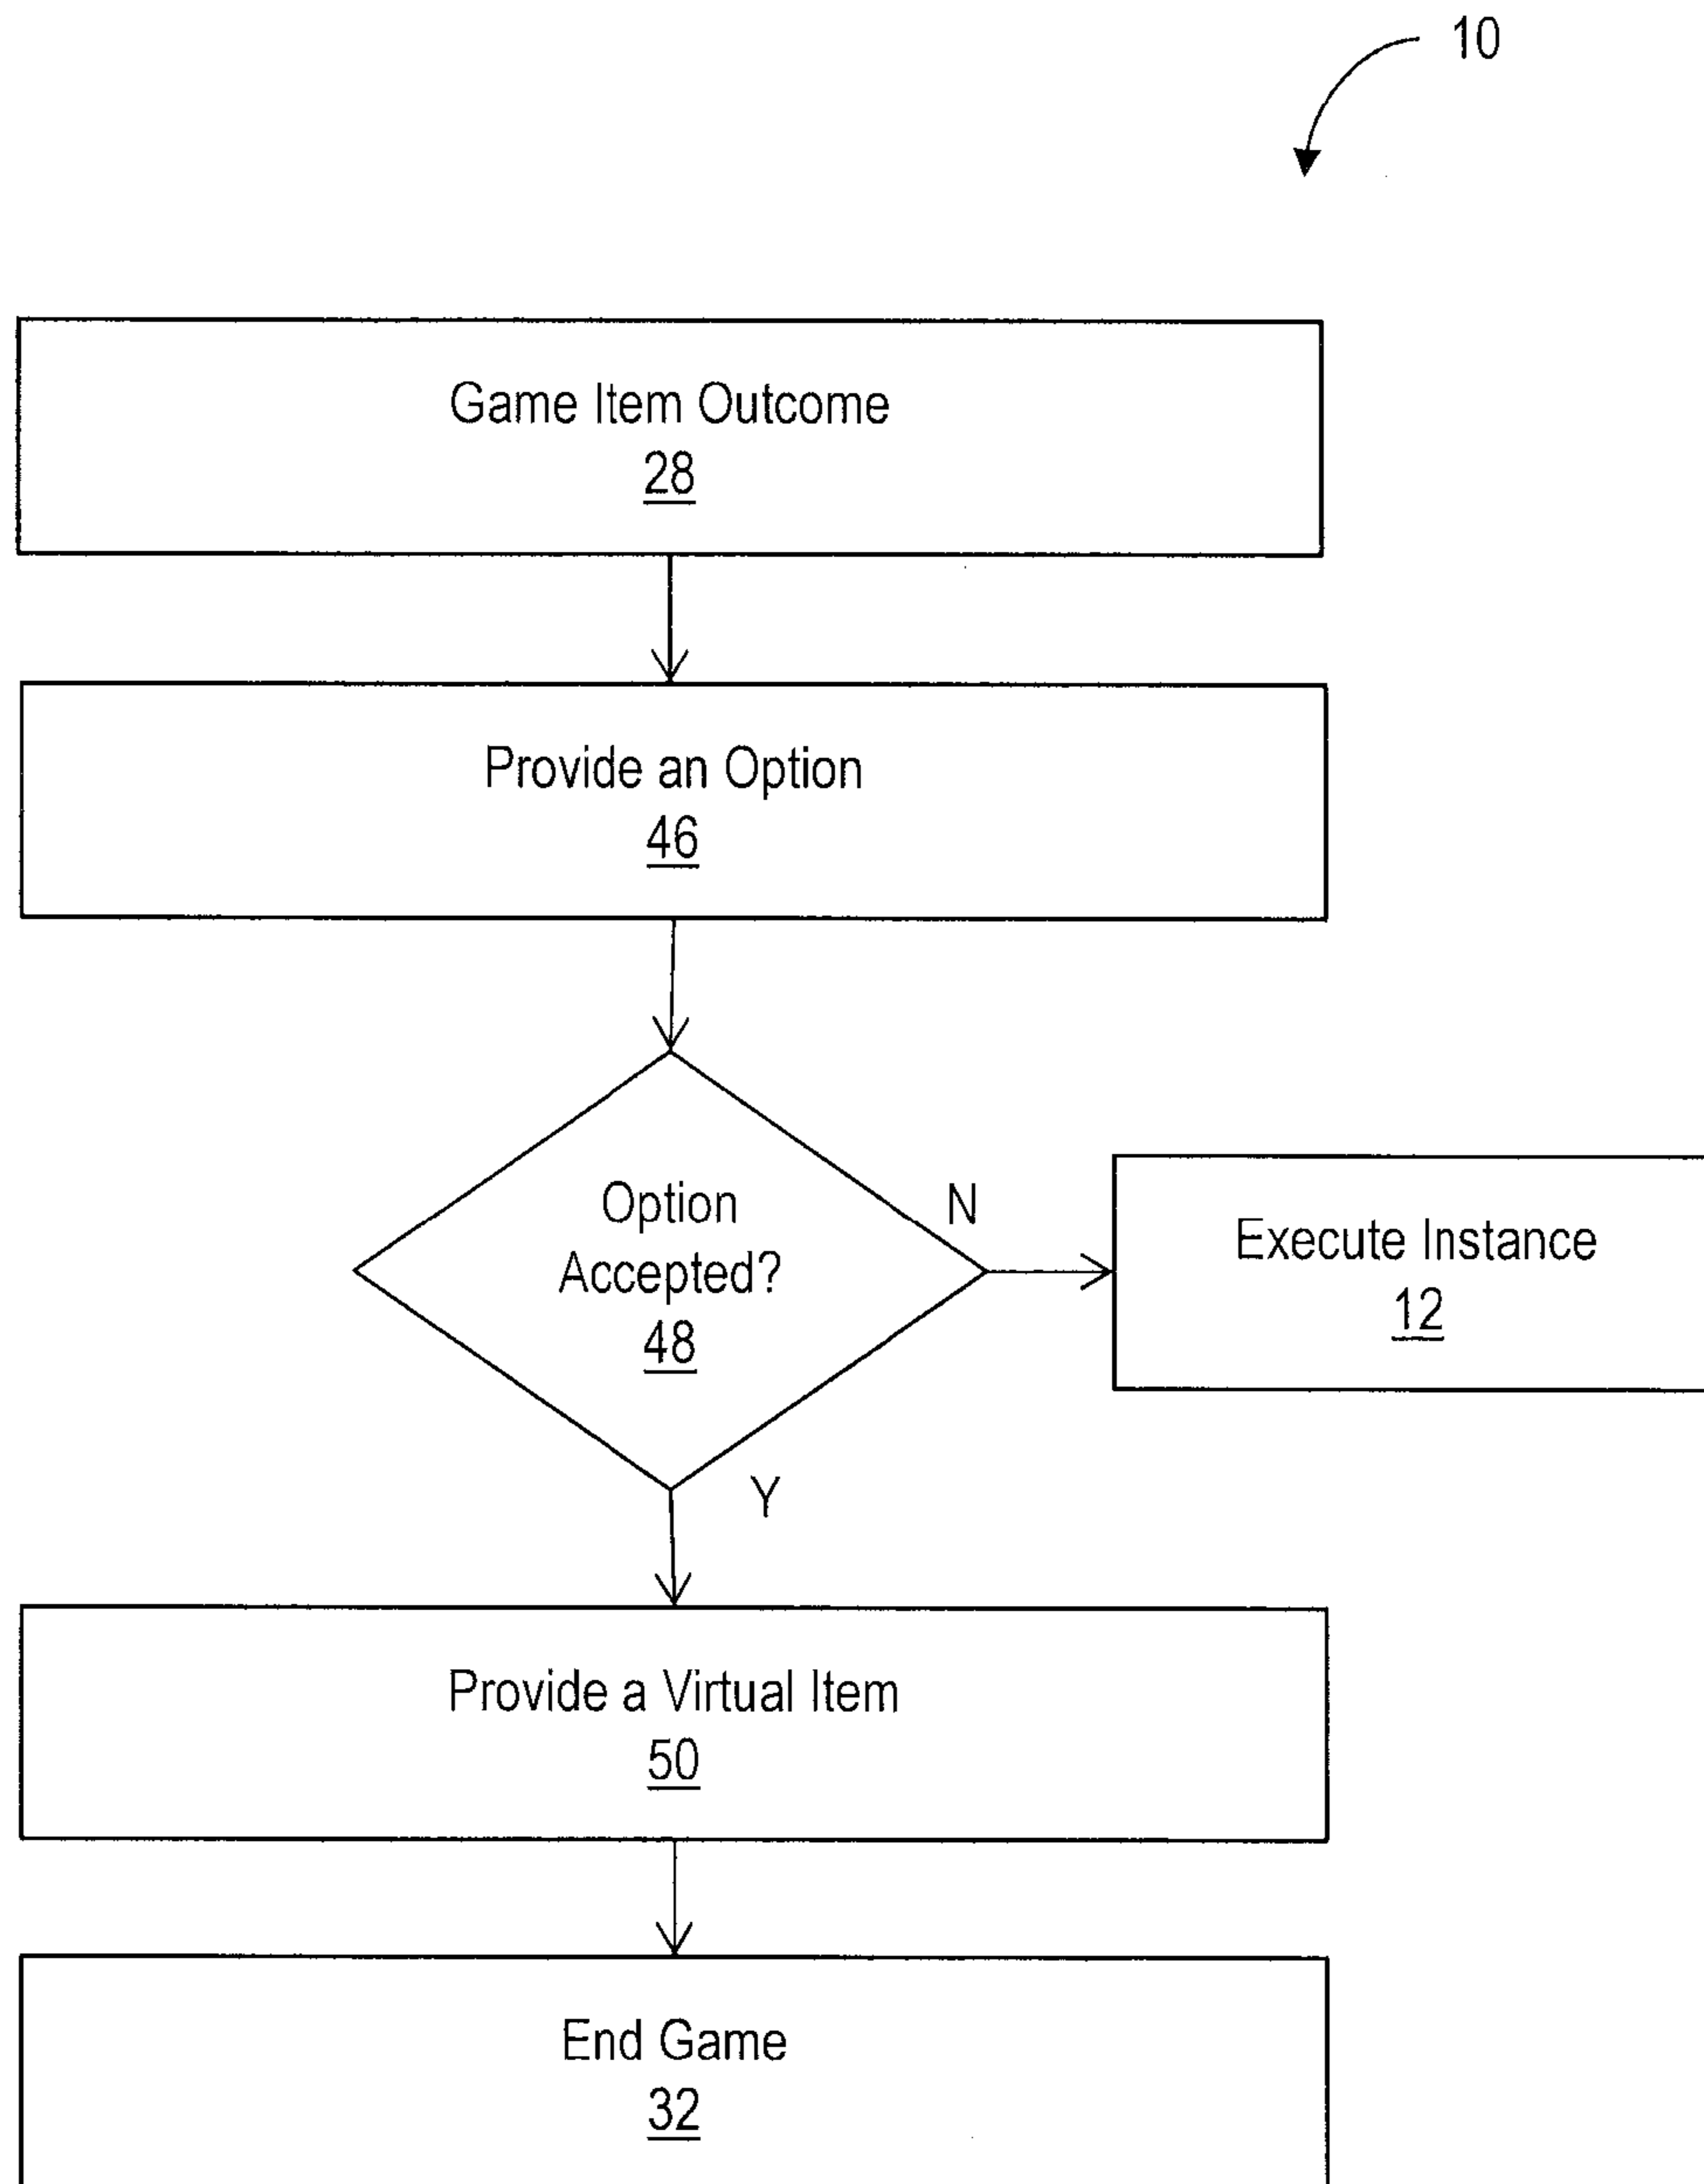 10
Game Item Outcome
28
Provide an Option
46
Option
Accepted?
48
N
Execute Instance
12
Y
Provide a Virtual Item
50
End Game
32